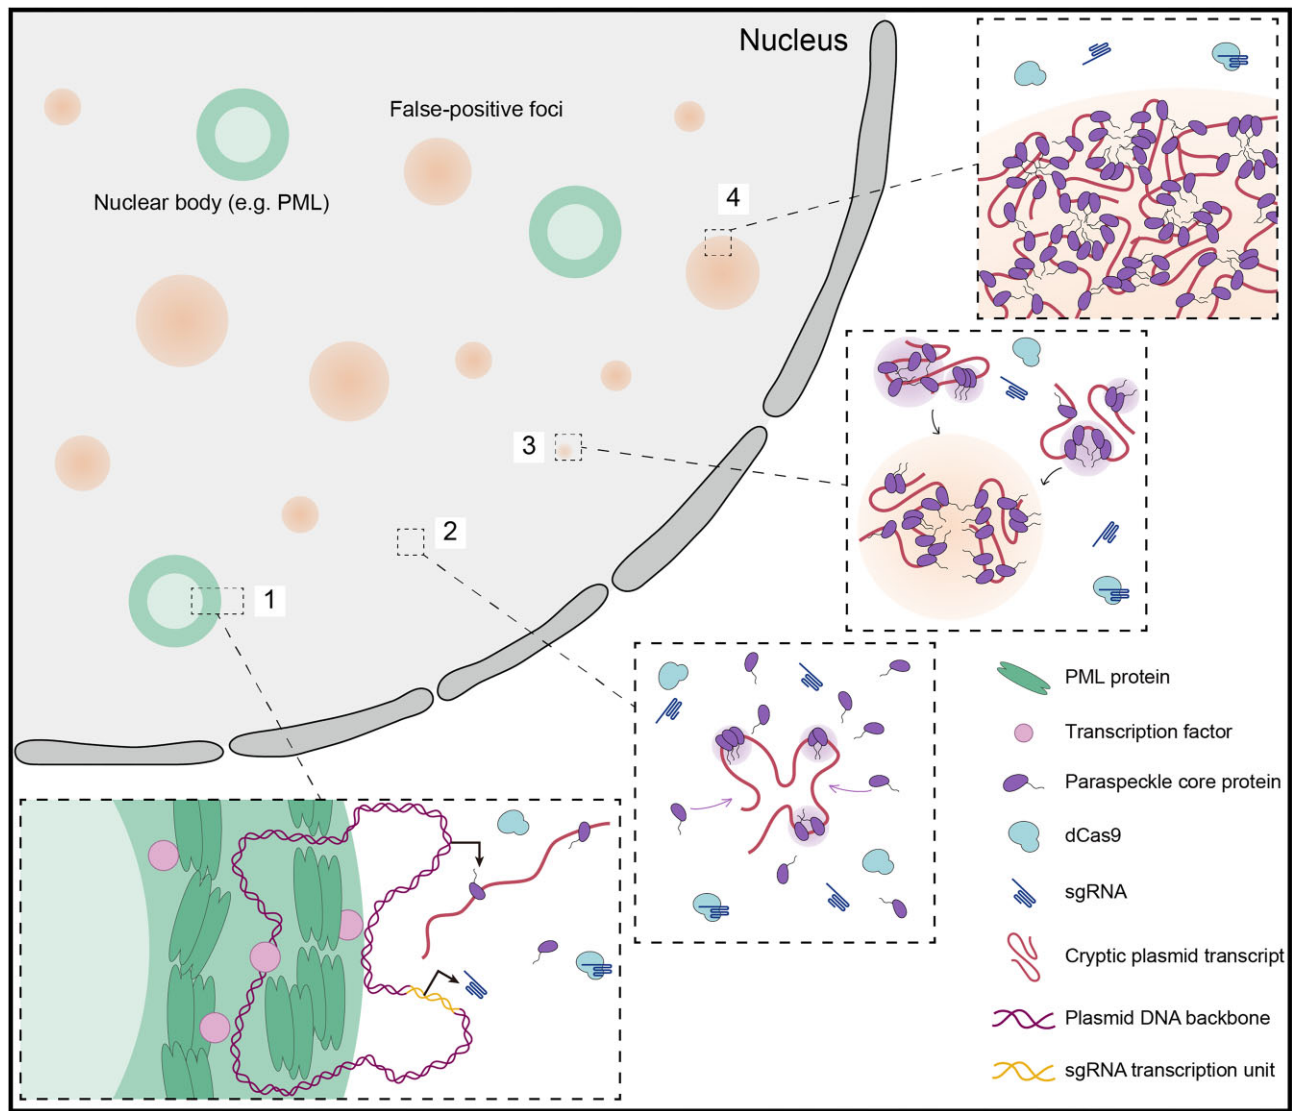 Nucleus
False-positive foci
Nuclear body (e.g. PML)
4
3
2
1
PML protein
Transcription factor
Paraspeckle core protein
dCas9
sgRNA
Cryptic plasmid transcript
Plasmid DNA backbone
sgRNA transcription unit